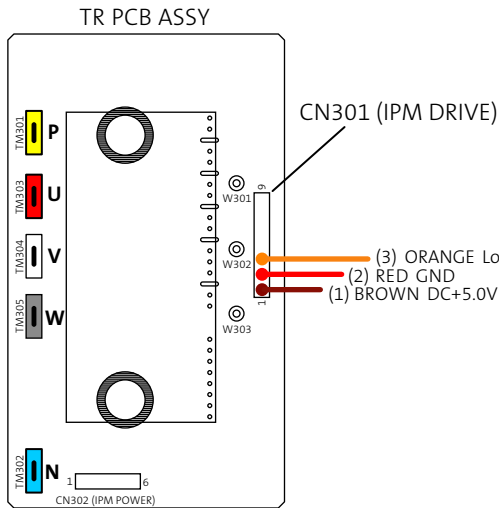 TR PCB ASSY
CN301 (IPM DRIVE)
TM301
P
TM303
U
TM304
V
TM305
W
TM302
N
W301
W302
W303
9
1
(3) ORANGE Lo
(2) RED GND
(1) BROWN DC+5.0V
1
6
CN302 (IPM POWER)